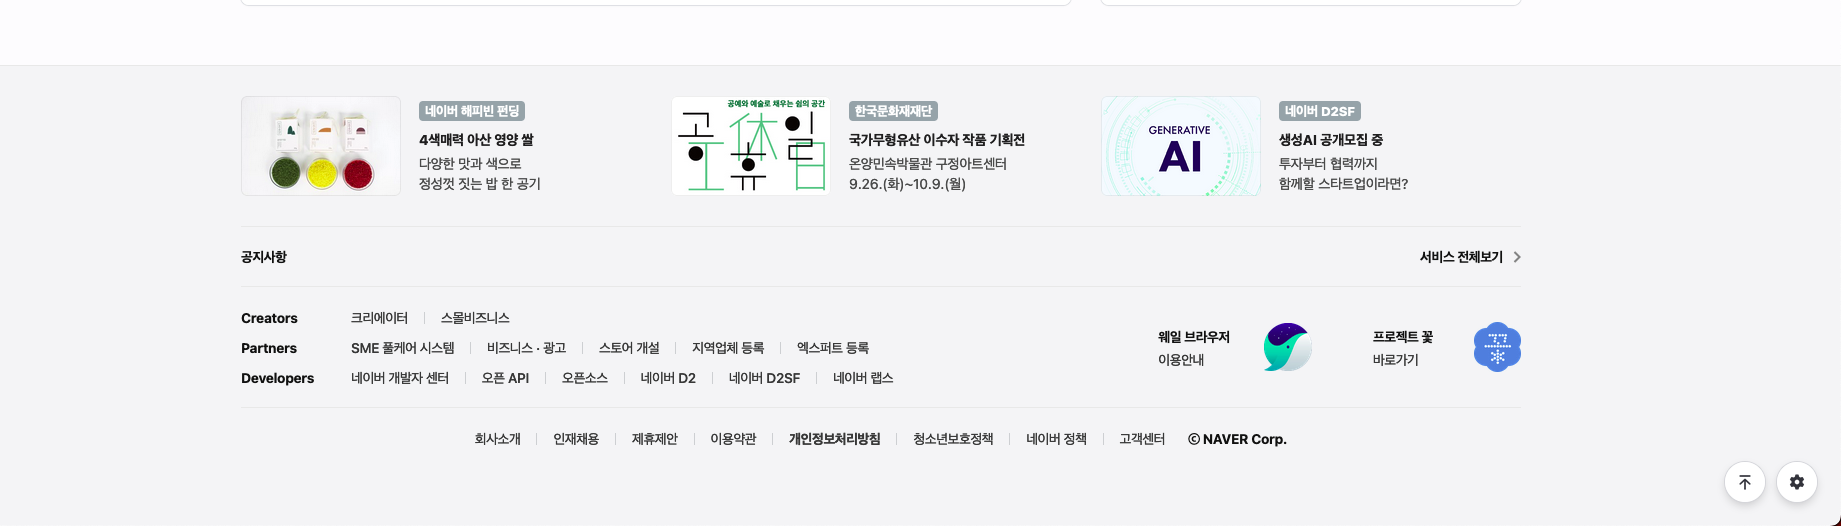 네이버 해피빈 펀딩
4색매력 아산 영양 쌀
다양한 맛과 색으로
정성껏 짓는 밥 한 공기
공예와 예술로 채우는 쉼의 공간
공体일
공휴일
한국문화재재단
국가무형유산 이수자 작품 기획전
온양민속박물관 구정아트센터
9.26.(화)~10.9.(월)
GENERATIVE
AI
네이버 D2SF
생성AI 공개모집 중
투자부터 협력까지
함께할 스타트업이라면?
공지사항
서비스 전체보기
Creators 크리에이터 스몰비즈니스
Partners SME 풀케어 시스템 비즈니스 · 광고 스토어 개설 지역업체 등록 엑스퍼트 등록
Developers 네이버 개발자 센터 오픈 API 오픈소스 네이버 D2 네이버 D2SF 네이버 랩스
웨일 브라우저
이용안내
프로젝트 꽃
바로가기
회사소개 인재채용 제휴제안 이용약관 개인정보처리방침 청소년보호정책 네이버 정책 고객센터 ⓒ NAVER Corp.